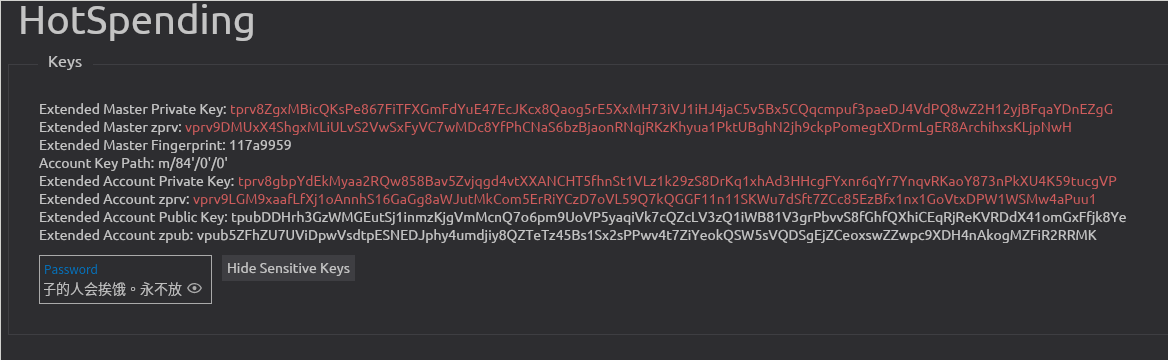 HotSpending
Keys
Extended Master Private Key: tprv8ZgxMBicQKsPe867FiTFXGmFdYuE47EcJKcx8Qaog5rE5XxMH73iVJ1iHJ4jaC5v5Bx5CQqcmpuf3paeDJ4VdPQ8wZ2H12yjBFqaYDnEZgG
Extended Master zprv: vprv9DMUxX4ShgxMLiULvS2VwSxFyVC7wMDc8YfPhCNaS6bzBjaonRNqjRKzKhyua1PktUBghN2jh9ckpPomegtXDrmLgER8ArchihxsKLjpNwH
Extended Master Fingerprint: 117a9959
Account Key Path: m/84'/0'/0'
Extended Account Private Key: tprv8gbpYdEkMyaa2RQw858Bav5Zvjqgd4vtXXANCHT5fhnSt1VLz1k29zS8DrKq1xhAd3HHcgFYxnr6qYr7YnqvRKaoY873nPkXU4K59tucgVP
Extended Account zprv: vprv9LGM9xaafLfXj1oAnnhS16GaGg8aWJutMkCom5ErRiYCzD7oVL59Q7kQGGF11n11SKWu7dSft7ZCc85EzBfx1nx1GoVtxDPW1WSMw4aPuu1
Extended Account Public Key: tpubDDHrh3GzWMGEutSj1inmzKjgVmMcnQ7o6pm9UoVP5yaqiVk7cQZcLV3zQ1iWB81V3grPbvvS8fGhfQXhiCEqRjReKVRDdX41omGxFfjk8Ye
Extended Account zpub: vpub5ZFhZU7UViDpwVsdtpESNEDJphy4umdjiy8QZTeTz45Bs1Sx2sPPwv4t7ZiYeokQSW5sVQDSgEjZCeoxswZZwpc9XDH4nAkogMZFiR2RRMK
Password
子的人会挨饿。永不放
Hide Sensitive Keys